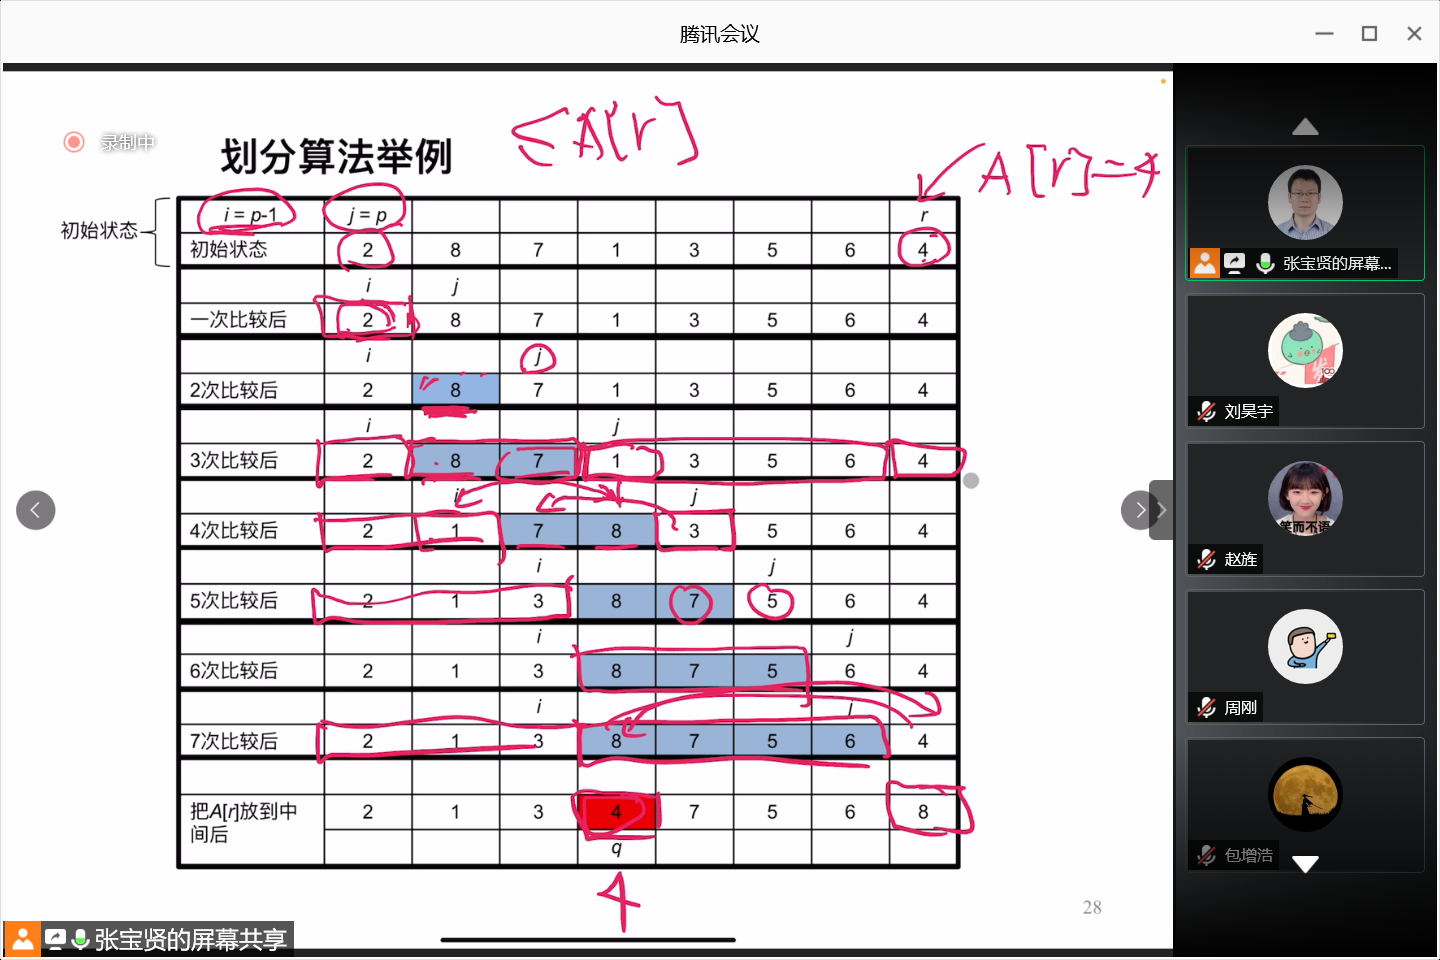 腾讯会议
录制中
划分算法举例
≤A[r]
A[r]=4
初始状态
i = p-1 j = p r
初始状态 2 8 7 1 3 5 6 4
i j
一次比较后 2 8 7 1 3 5 6 4
i j
2次比较后 2 8 7 1 3 5 6 4
i j
3次比较后 2 8 7 1 3 5 6 4
i j
4次比较后 2 1 7 8 3 5 6 4
i j
5次比较后 2 1 3 8 7 5 6 4
i j
6次比较后 2 1 3 8 7 5 6 4
i j
7次比较后 2 1 3 8 7 5 6 4
把A[r]放到中间后 2 1 3 4 7 5 6 8
q
4
28
张宝贤的屏幕共享
张宝贤的屏幕...
刘昊宇
笑而不语
赵旌
周刚
包增浩